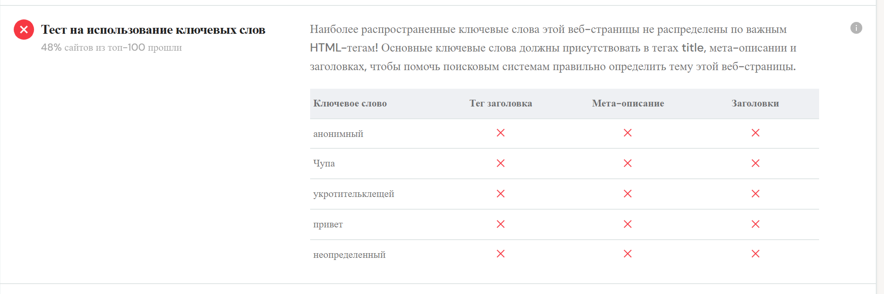 Тест на использование ключевых слов
48% сайтов из топ-100 прошли
Наиболее распространенные ключевые слова этой веб-страницы не распределены по важным
HTML-тегам! Основные ключевые слова должны присутствовать в тегах title, мета-описании и
заголовках, чтобы помочь поисковым системам правильно определить тему этой веб-страницы.
Ключевое слово Тег заголовка Мета-описание Заголовки
анонимный
Чупа
укротительклещей
привет
неопределенный